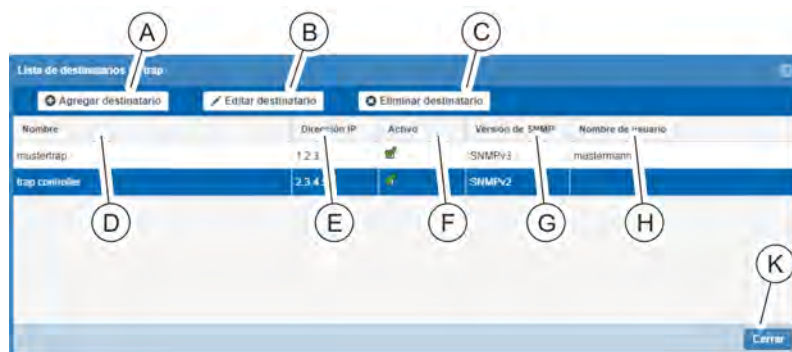 A B C
Lista de destinatarios trap
Agregar destinatario Editar destinatario Eliminar destinatario
Nombre Dirección IP Activo Versión de SNMP Nombre de usuario
mustertrap 1.2.3. SNMPv3 mustermann
trap controller 2.3.4. SNMPv2
D E F G H
K
Cerrar